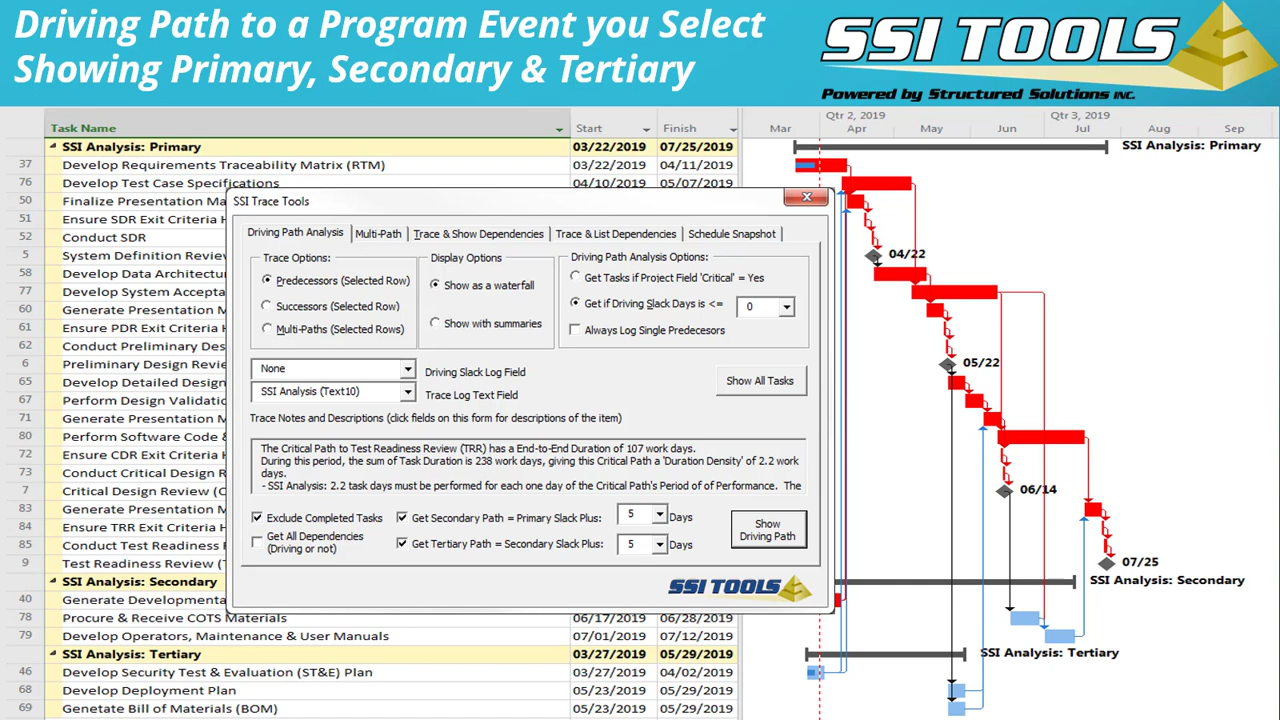 Driving Path to a Program Event you Select
Showing Primary, Secondary & Tertiary
SSI TOOLS
Powered by Structured Solutions INC.
Qtr 2, 2019 Qtr 3, 2019
Task Name Start Finish Mar Apr May Jun Jul Aug Sep
SSI Analysis: Primary 03/22/2019 07/25/2019 SSI Analysis: Primary
37 Develop Requirements Traceability Matrix (RTM) 03/22/2019 04/11/2019
76 Develop Test Case Specifications 04/10/2019 05/07/2019
50 Finalize Presentation Ma
51 Ensure SDR Exit Criteria H
52 Conduct SDR
5 System Definition Review
04/22
58 Develop Data Architectur
77 Develop System Accepta
60 Generate Presentation M
61 Ensure PDR Exit Criteria H
62 Conduct Preliminary Des
6 Preliminary Design Revie
05/22
65 Develop Detailed Design
67 Perform Design Validatio
71 Generate Presentation M
80 Perform Software Code &
72 Ensure CDR Exit Criteria H
73 Conduct Critical Design R
7 Critical Design Review (C
06/14
83 Generate Presentation M
84 Ensure TRR Exit Criteria H
85 Conduct Test Readiness R
9 Test Readiness Review (T
07/25
SSI Analysis: Secondary
SSI Analysis: Secondary
40 Generate Developmenta
78 Procure & Receive COTS Materials 06/17/2019 06/28/2019
79 Develop Operators, Maintenance & User Manuals 07/01/2019 07/12/2019
SSI Analysis: Tertiary 03/27/2019 05/29/2019 SSI Analysis: Tertiary
46 Develop Security Test & Evaluation (ST&E) Plan 03/27/2019 04/02/2019
68 Develop Deployment Plan 05/23/2019 05/29/2019
69 Genetate Bill of Materials (BOM) 05/23/2019 05/29/2019
SSI Trace Tools
Driving Path Analysis Multi-Path Trace & Show Dependencies Trace & List Dependencies Schedule Snapshot
Trace Options:
Predecessors (Selected Row)
Successors (Selected Row)
Multi-Paths (Selected Rows)
Display Options
Show as a waterfall
Show with summaries
Driving Path Analysis Options:
Get Tasks if Project Field 'Critical' = Yes
Get if Driving Slack Days is <= 0
Always Log Single Predecesors
None Driving Slack Log Field
SSI Analysis (Text10) Trace Log Text Field
Show All Tasks
Trace Notes and Descriptions (click fields on this form for descriptions of the item)
The Critical Path to Test Readiness Review (TRR) has a End-to-End Duration of 107 work days.
During this period, the sum of Task Duration is 238 work days, giving this Critical Path a 'Duration Density' of 2.2 work
days.
- SSI Analysis: 2.2 task days must be performed for each one day of the Critical Path's Period of of Performance. The
Exclude Completed Tasks Get Secondary Path = Primary Slack Plus: 5 Days
Get All Dependencies
(Driving or not)
Get Tertiary Path = Secondary Slack Plus: 5 Days
Show
Driving Path
SSI TOOLS